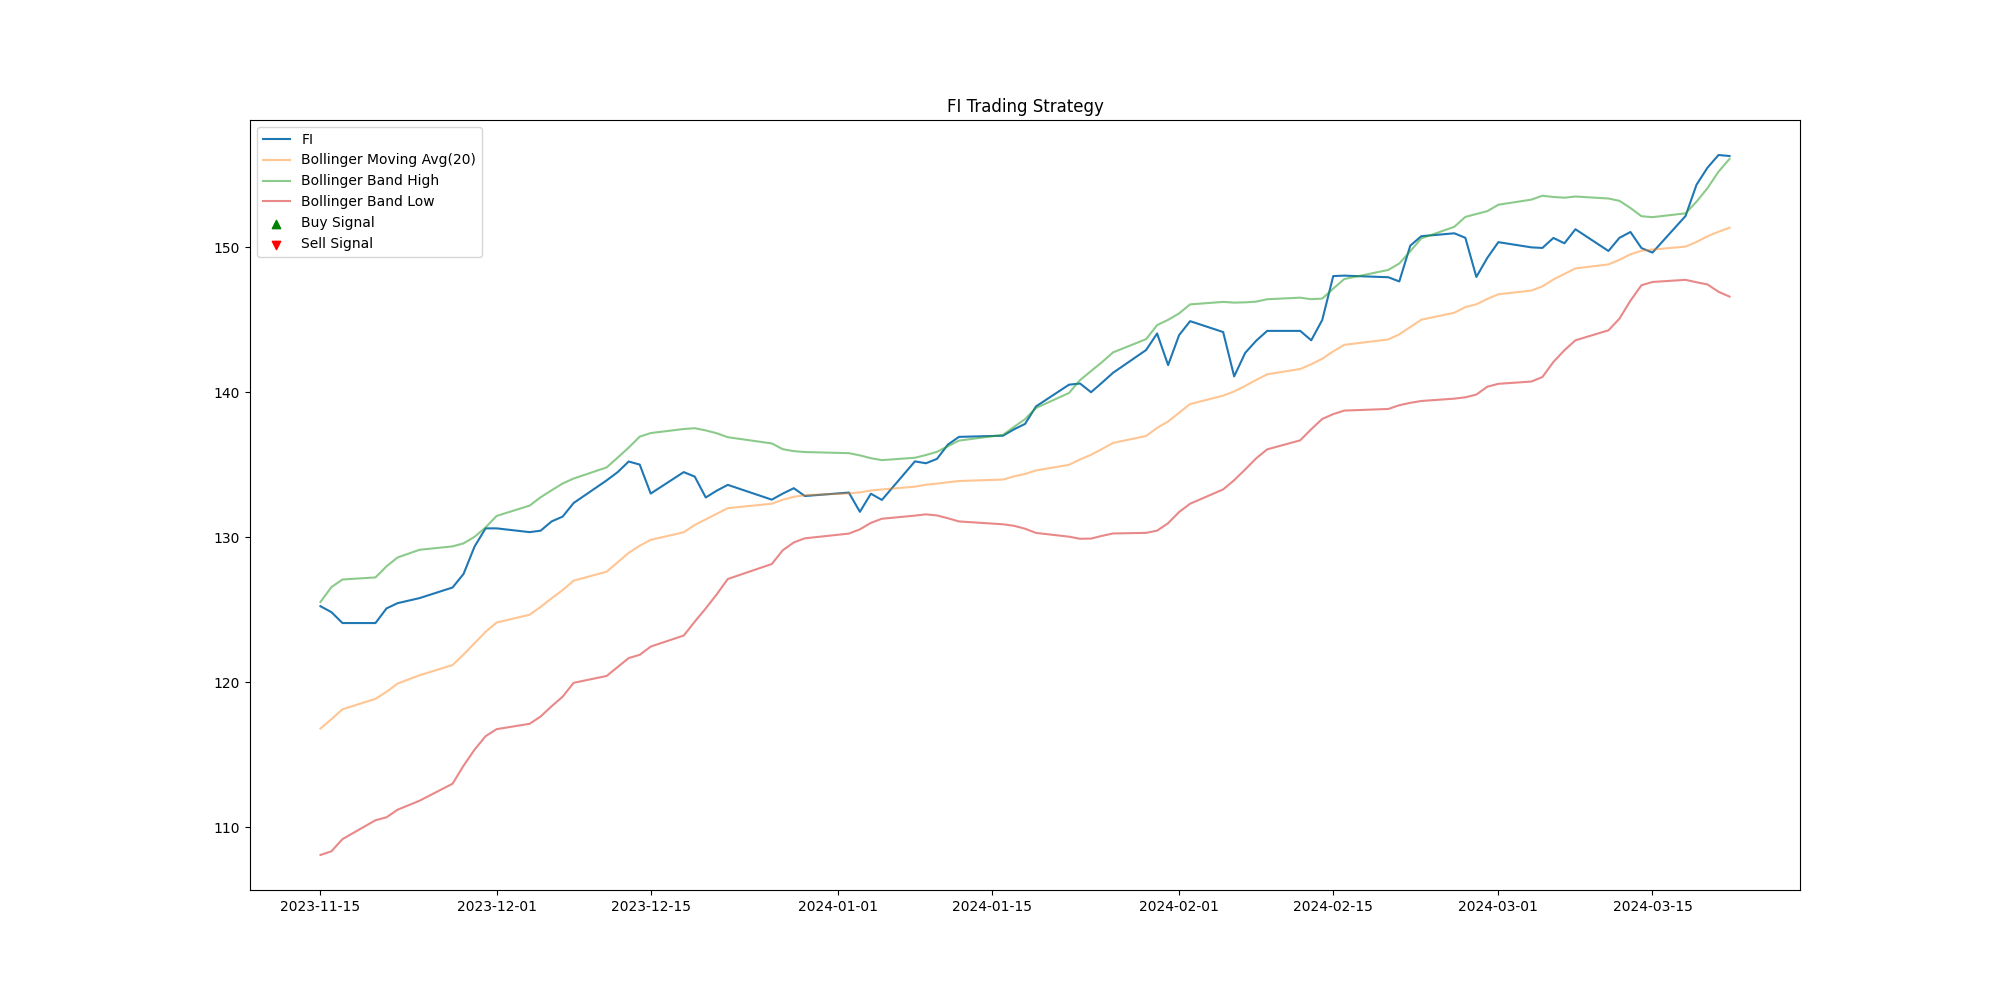 FI Trading Strategy
FI
Bollinger Moving Avg(20)
Bollinger Band High
Bollinger Band Low
Buy Signal
Sell Signal
150
140
130
120
110
2023-11-15 2023-12-01 2023-12-15 2024-01-01 2024-01-15 2024-02-01 2024-02-15 2024-03-01 2024-03-15